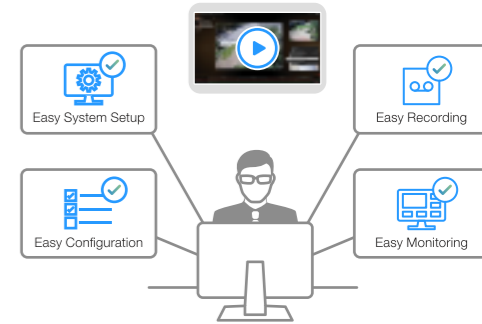 Easy System Setup
Easy Recording
Easy Configuration
Easy Monitoring